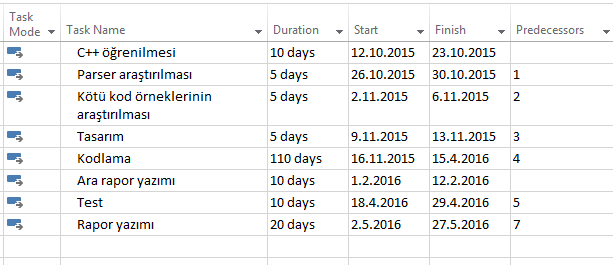 Task Mode Task Name Duration Start Finish Predecessors
C++ öğrenilmesi 10 days 12.10.2015 23.10.2015
Parser araştırılması 5 days 26.10.2015 30.10.2015 1
Kötü kod örneklerinin araştırılması 5 days 2.11.2015 6.11.2015 2
Tasarım 5 days 9.11.2015 13.11.2015 3
Kodlama 110 days 16.11.2015 15.4.2016 4
Ara rapor yazımı 10 days 1.2.2016 12.2.2016
Test 10 days 18.4.2016 29.4.2016 5
Rapor yazımı 20 days 2.5.2016 27.5.2016 7